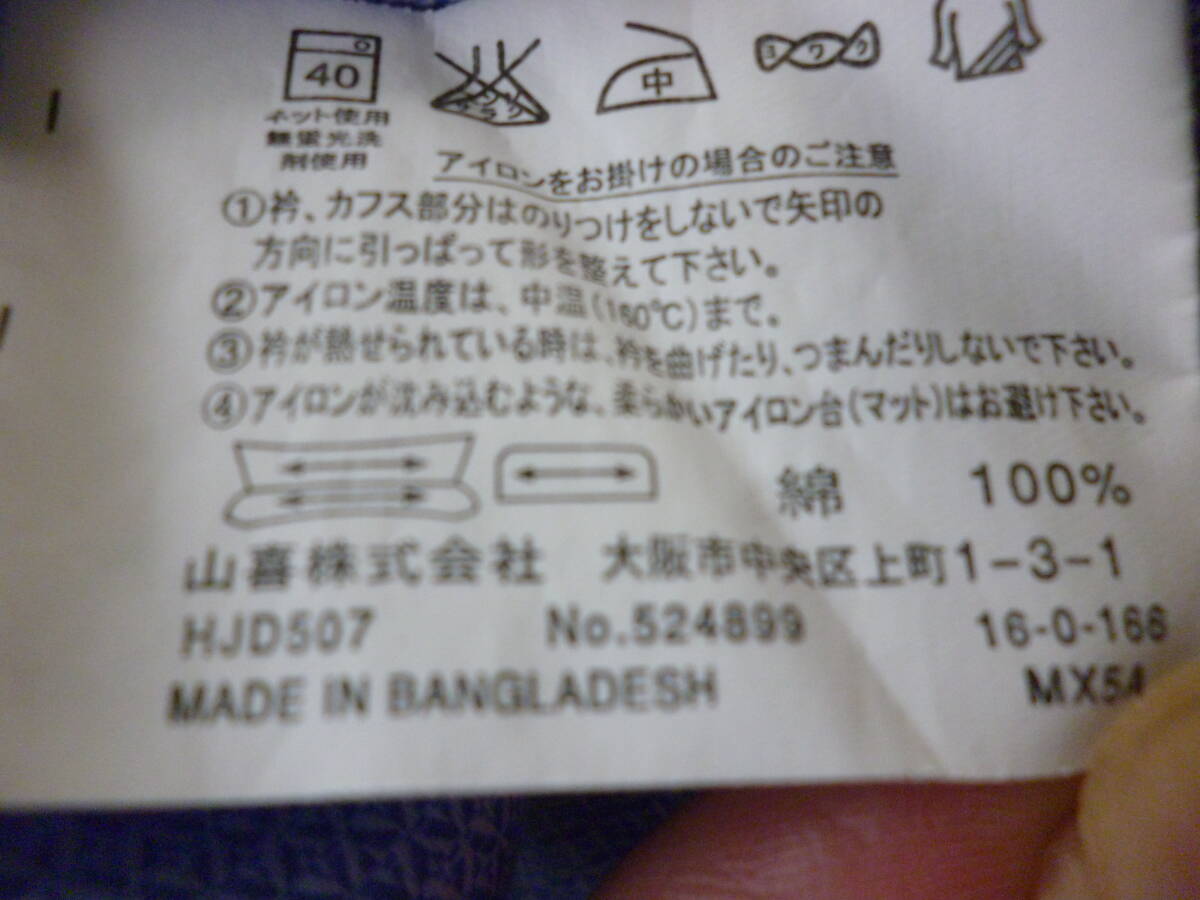 40
中
ヨワク
ネット使用
無蛍光洗
剤使用
アイロンをお掛けの場合のご注意
①衿、カフス部分はのりつけをしないで矢印の
方向に引っぱって形を整えて下さい。
②アイロン温度は、中温(160℃)まで。
③衿が熱せられている時は、衿を曲げたり、つまんだりしないで下さい。
④アイロンが沈み込むような、柔らかいアイロン台(マット)はお避け下さい。
綿 100%
山喜株式会社 大阪市中央区上町1-3-1
HJD507 No.524899 16-0-166
MADE IN BANGLADESH MX54